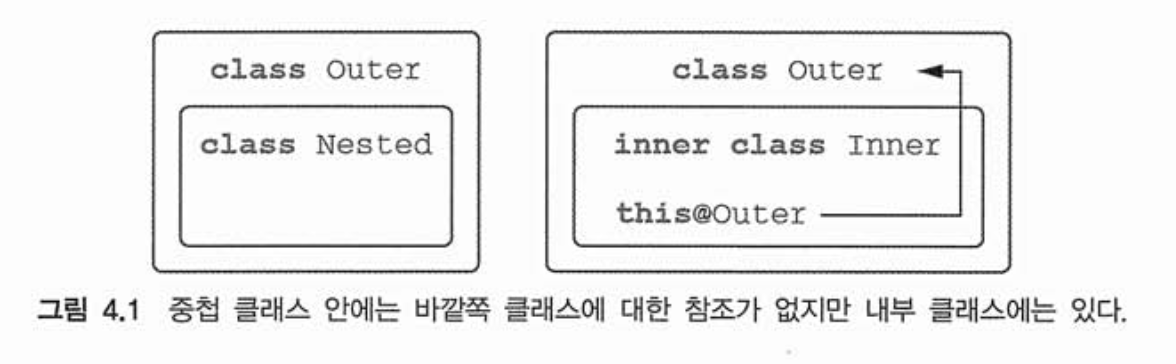 class Outer
class Nested
class Outer
inner class Inner
this@Outer
그림 4.1 중첩 클래스 안에는 바깥쪽 클래스에 대한 참조가 없지만 내부 클래스에는 있다.